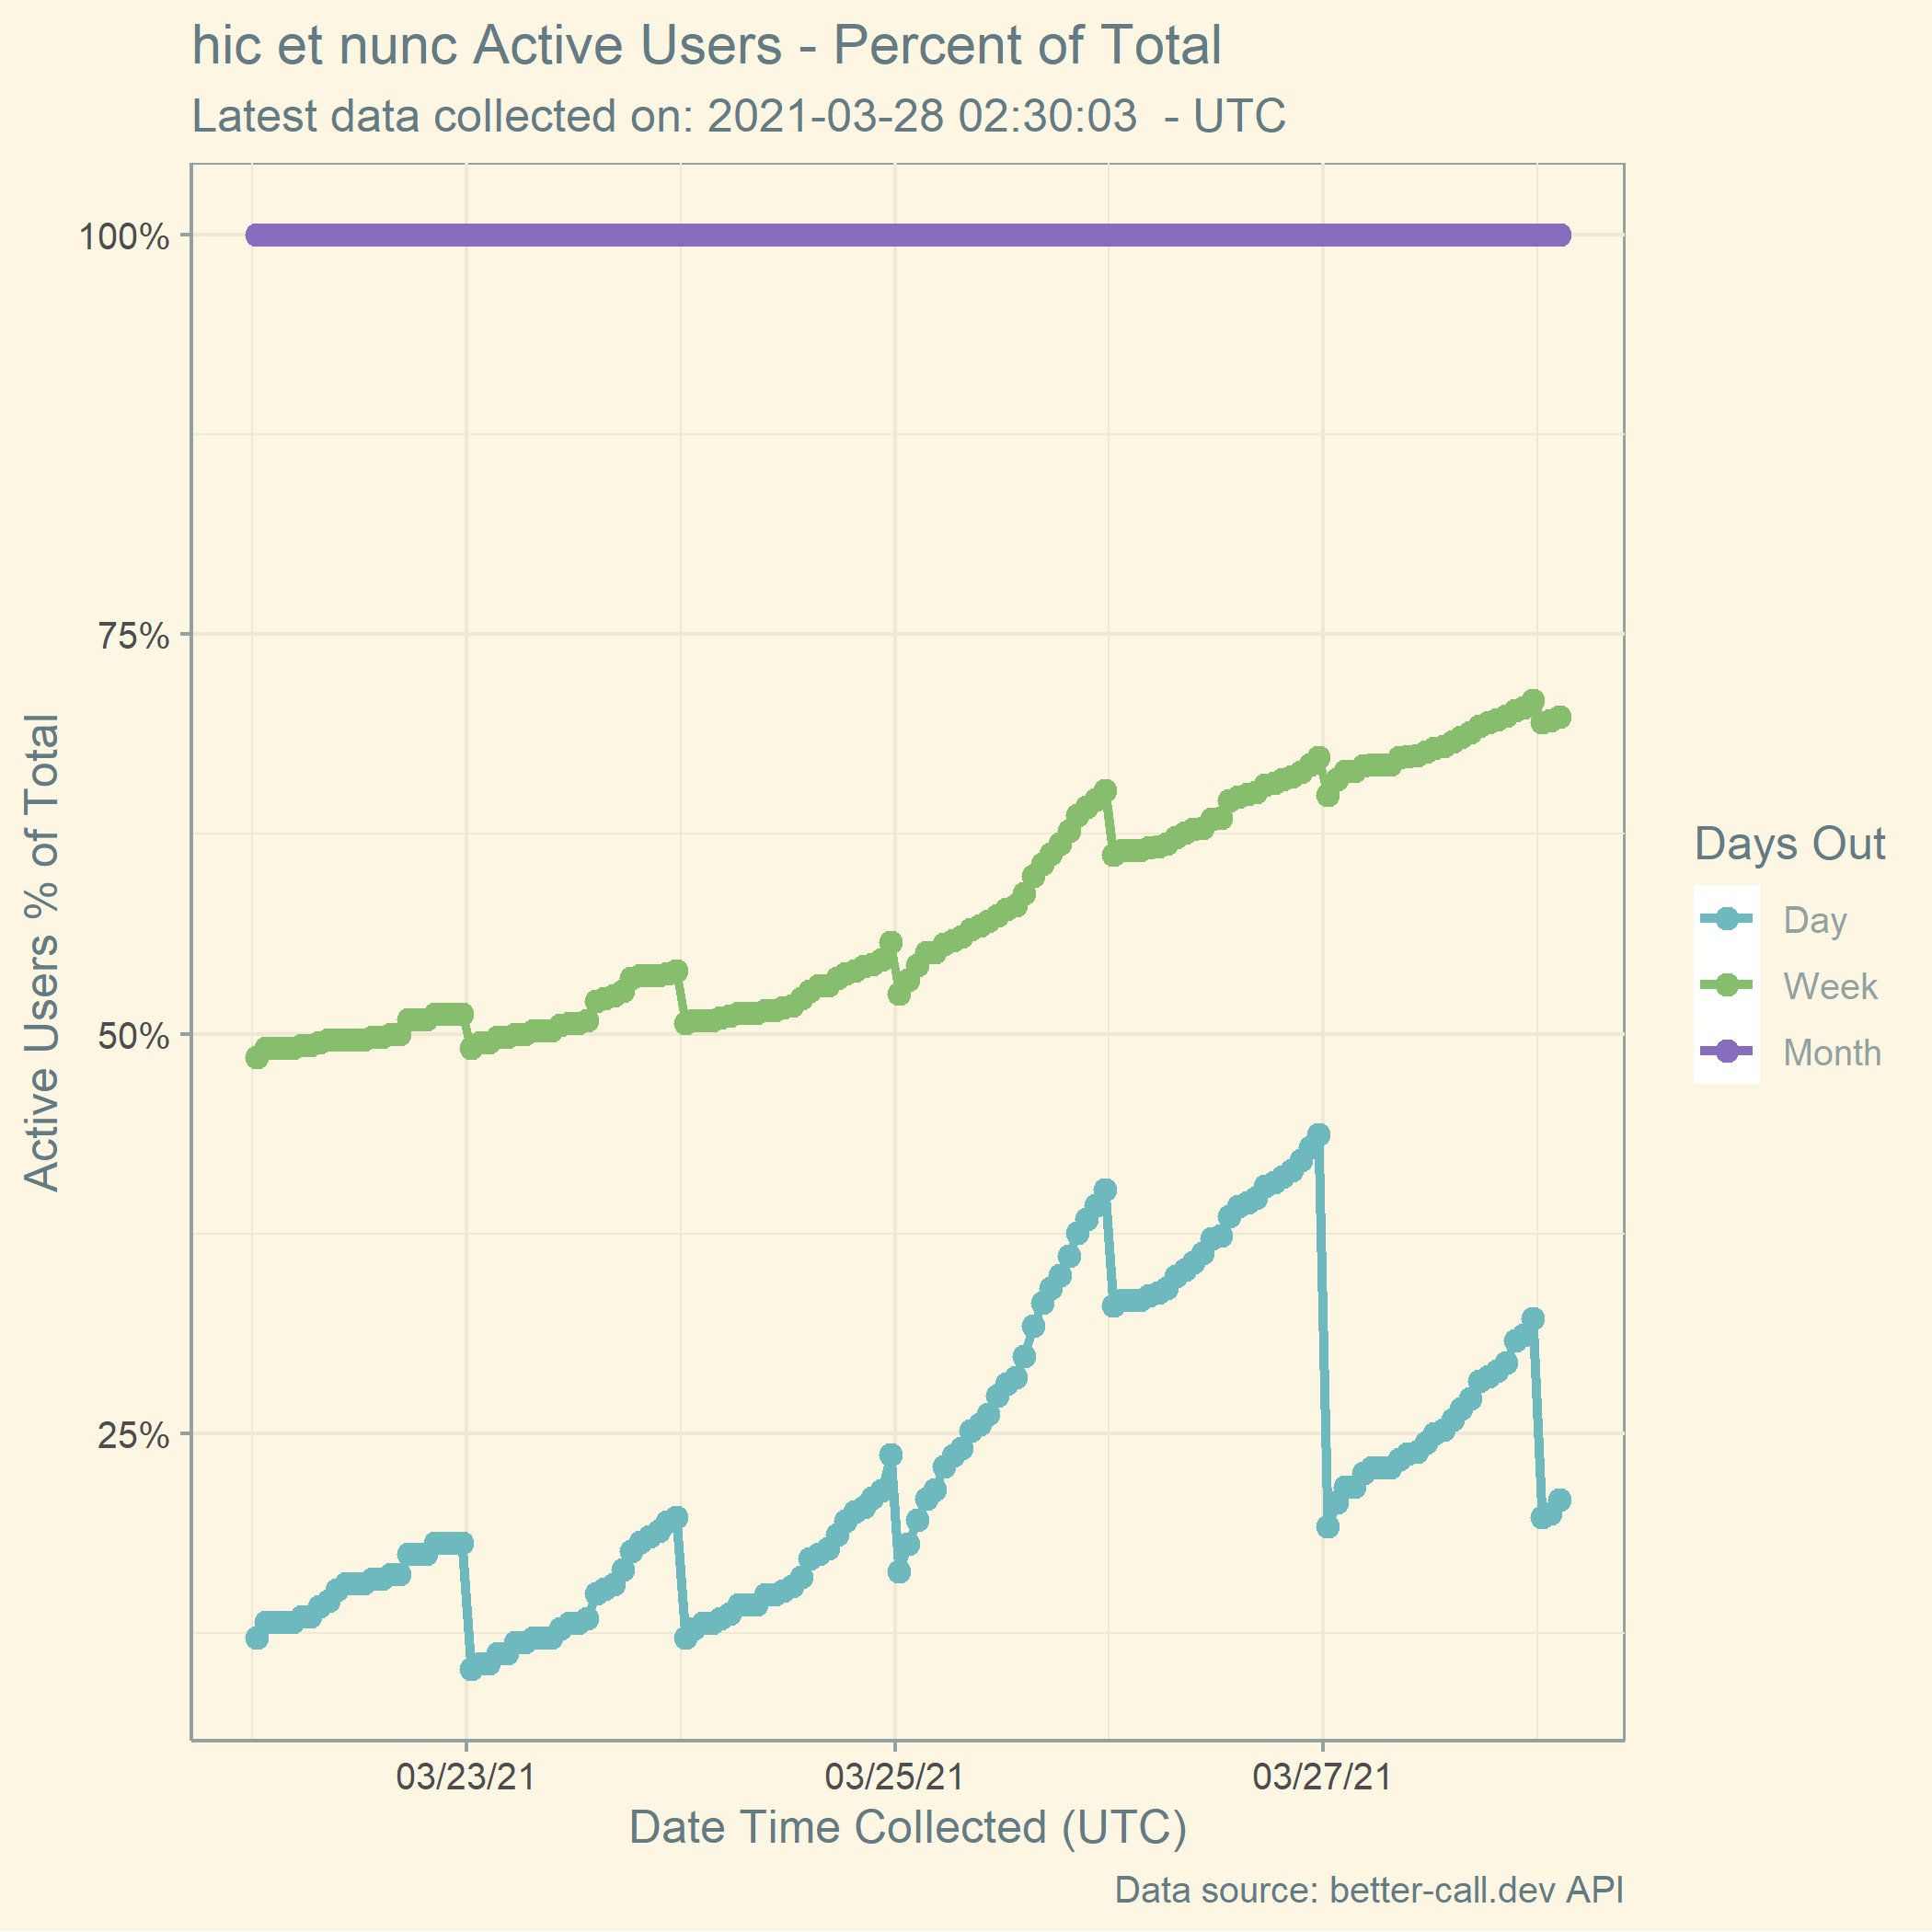 hic et nunc Active Users - Percent of Total
Latest data collected on: 2021-03-28 02:30:03  - UTC
100%
75%
50%
25%
Active Users % of Total
03/23/21
03/25/21
03/27/21
Date Time Collected (UTC)
Days Out
Day
Week
Month
Data source: better-call.dev API